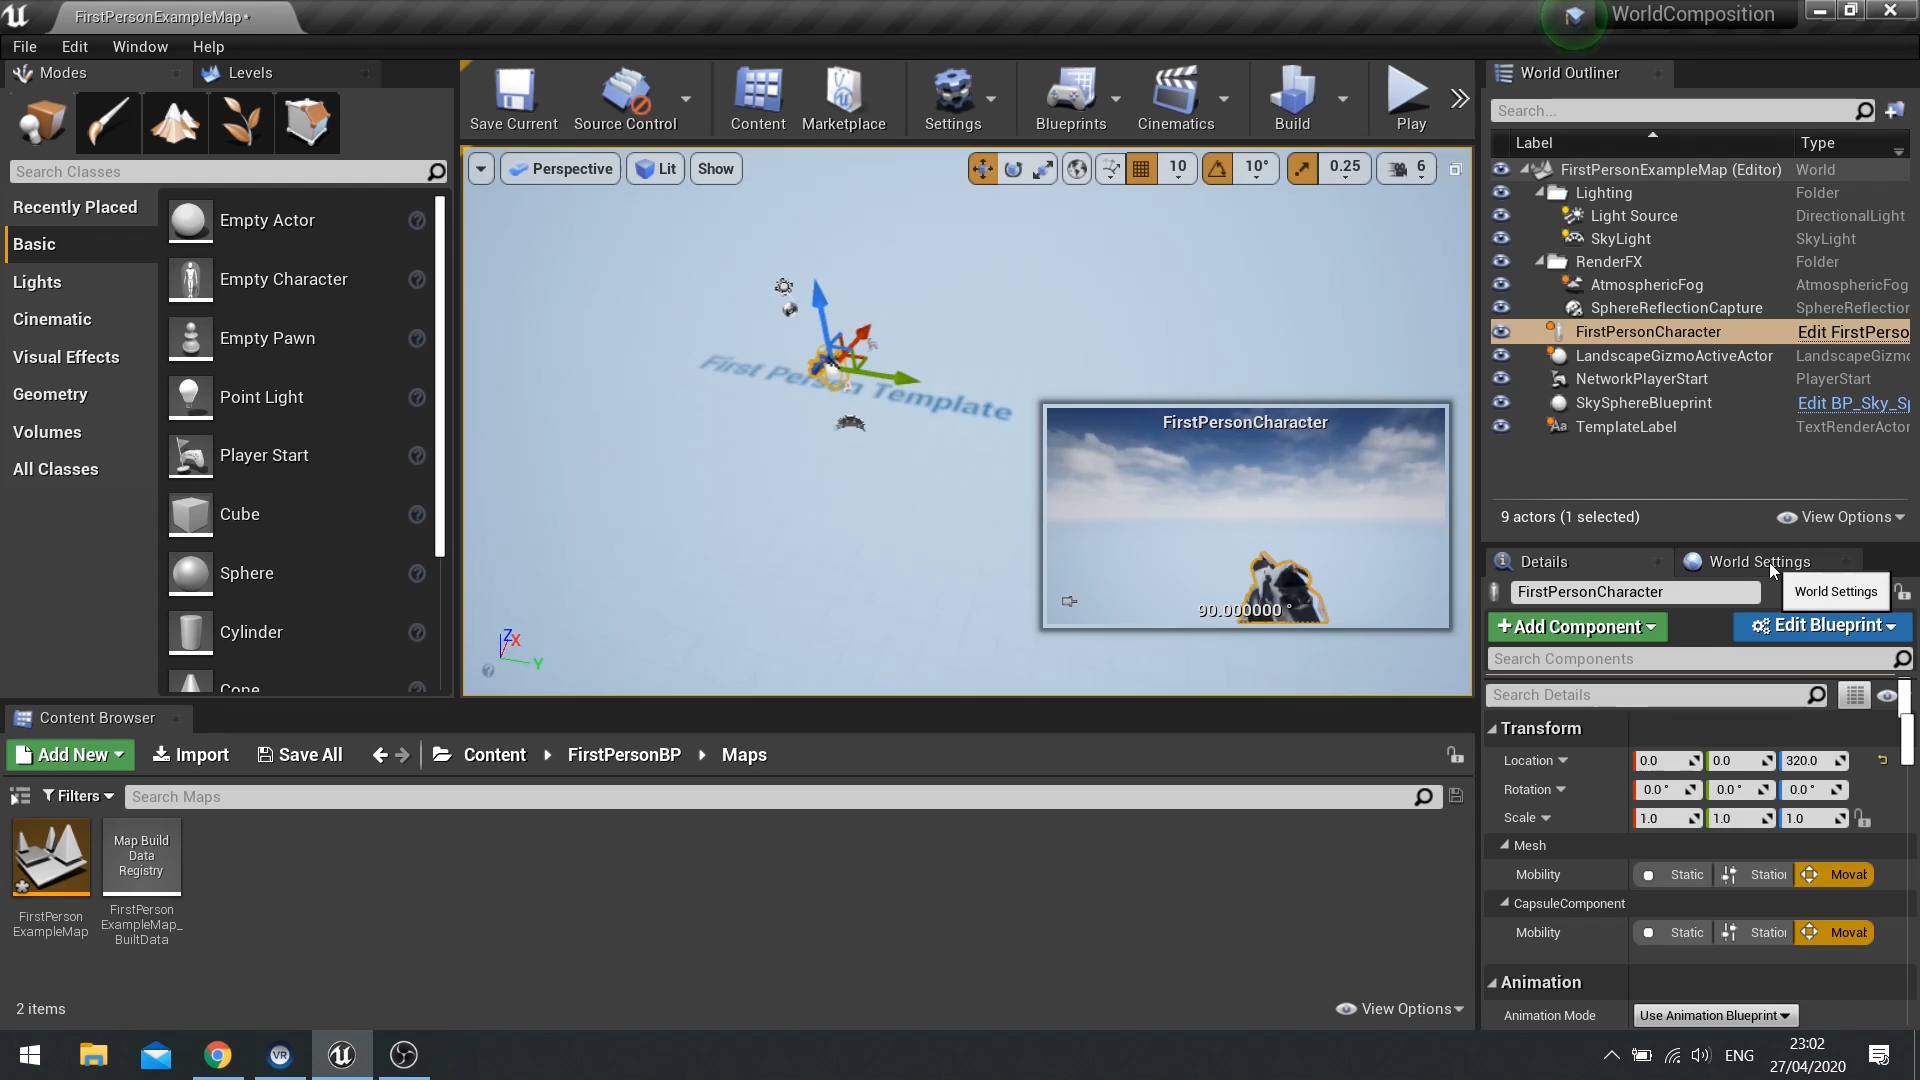 FirstPersonExampleMap*
WorldComposition
File Edit Window Help
Modes
Levels
Search Classes
Recently Placed
Basic
Lights
Cinematic
Visual Effects
Geometry
Volumes
All Classes
Empty Actor
Empty Character
Empty Pawn
Point Light
Player Start
Cube
Sphere
Cylinder
Cone
Save Current
Source Control
Content
Marketplace
Settings
Blueprints
Cinematics
Build
Play
Perspective
Lit
Show
10
10°
0.25
6
First Person Template
FirstPersonCharacter
90.000000 °
Z X
Y
World Outliner
Search...
Label Type
FirstPersonExampleMap (Editor) World
Lighting Folder
Light Source DirectionalLight
SkyLight SkyLight
RenderFX Folder
AtmosphericFog AtmosphericFog
SphereReflectionCapture SphereReflection
FirstPersonCharacter Edit FirstPerso
LandscapeGizmoActiveActor LandscapeGizmo
NetworkPlayerStart PlayerStart
SkySphereBlueprint Edit BP_Sky_Sp
TemplateLabel TextRenderActor
9 actors (1 selected) View Options
Details
World Settings
FirstPersonCharacter
World Settings
+Add Component
Edit Blueprint
Search Components
Search Details
Transform
Location 0.0 0.0 320.0
Rotation 0.0 ° 0.0 ° 0.0 °
Scale 1.0 1.0 1.0
Mesh
Mobility Static Station Movab
CapsuleComponent
Mobility Static Station Movab
Animation
Animation Mode Use Animation Blueprint
Content Browser
Add New Import Save All Content FirstPersonBP Maps
Filters Search Maps
Map Build
Data
Registry
FirstPerson
ExampleMap
FirstPerson
ExampleMap_
BuiltData
2 items
View Options
VR
ENG
23:02
27/04/2020